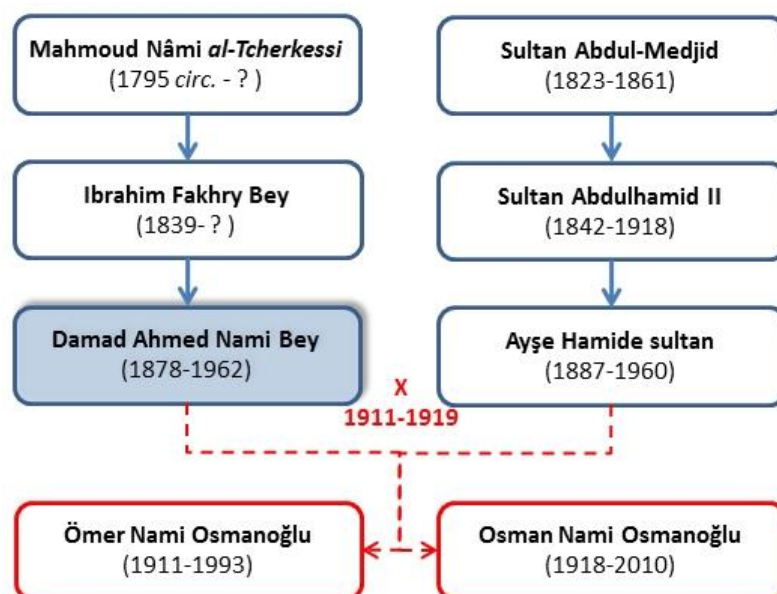 Mahmoud Nâmi al-Tcherkessi
(1795 circ. - ? )
Sultan Abdul-Medjid
(1823-1861)
Ibrahim Fakhry Bey
(1839- ? )
Sultan Abdulhamid II
(1842-1918)
Damad Ahmed Nami Bey
(1878-1962)
Ayşe Hamide sultan
(1887-1960)
X
1911-1919
Ömer Nami Osmanoğlu
(1911-1993)
Osman Nami Osmanoğlu
(1918-2010)